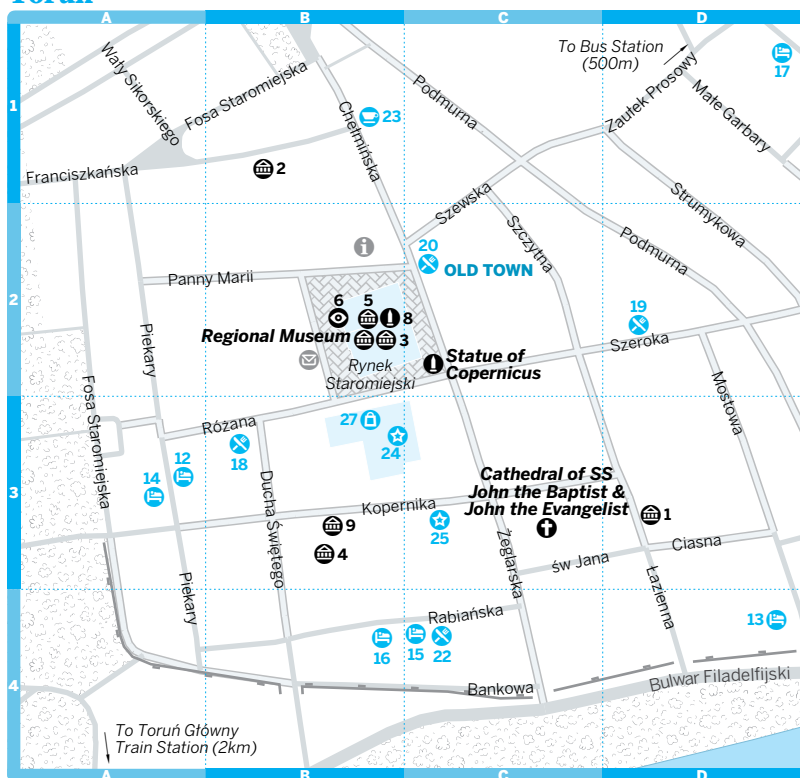 Toruń
A
B
C
D
To Bus Station
(500m)
17
Wały Sikorskiego
Fosa Staromiejska
Chełmińska
23
Podmurna
Zaułek Prosowy
Małe Garbary
1
Franciszkańska
2
Szewska
Szczytna
Podmurna
Strumykowa
20
OLD TOWN
Panny Marii
2
6
5
8
19
Regional Museum
3
Szeroka
Rynek
Staromiejski
Statue of
Copernicus
Piekary
Fosa Staromiejska
Mostowa
Różana
27
24
18
12
14
3
Ducha Świętego
Kopernika
9
4
25
Cathedral of SS
John the Baptist &
John the Evangelist
1
Żeglarska
św Jana
Ciasna
Łazienna
Piekary
Rabiańska
13
16
15
22
4
Bankowa
Bulwar Filadelfijski
To Toruń Główny
Train Station (2km)
A
B
C
D